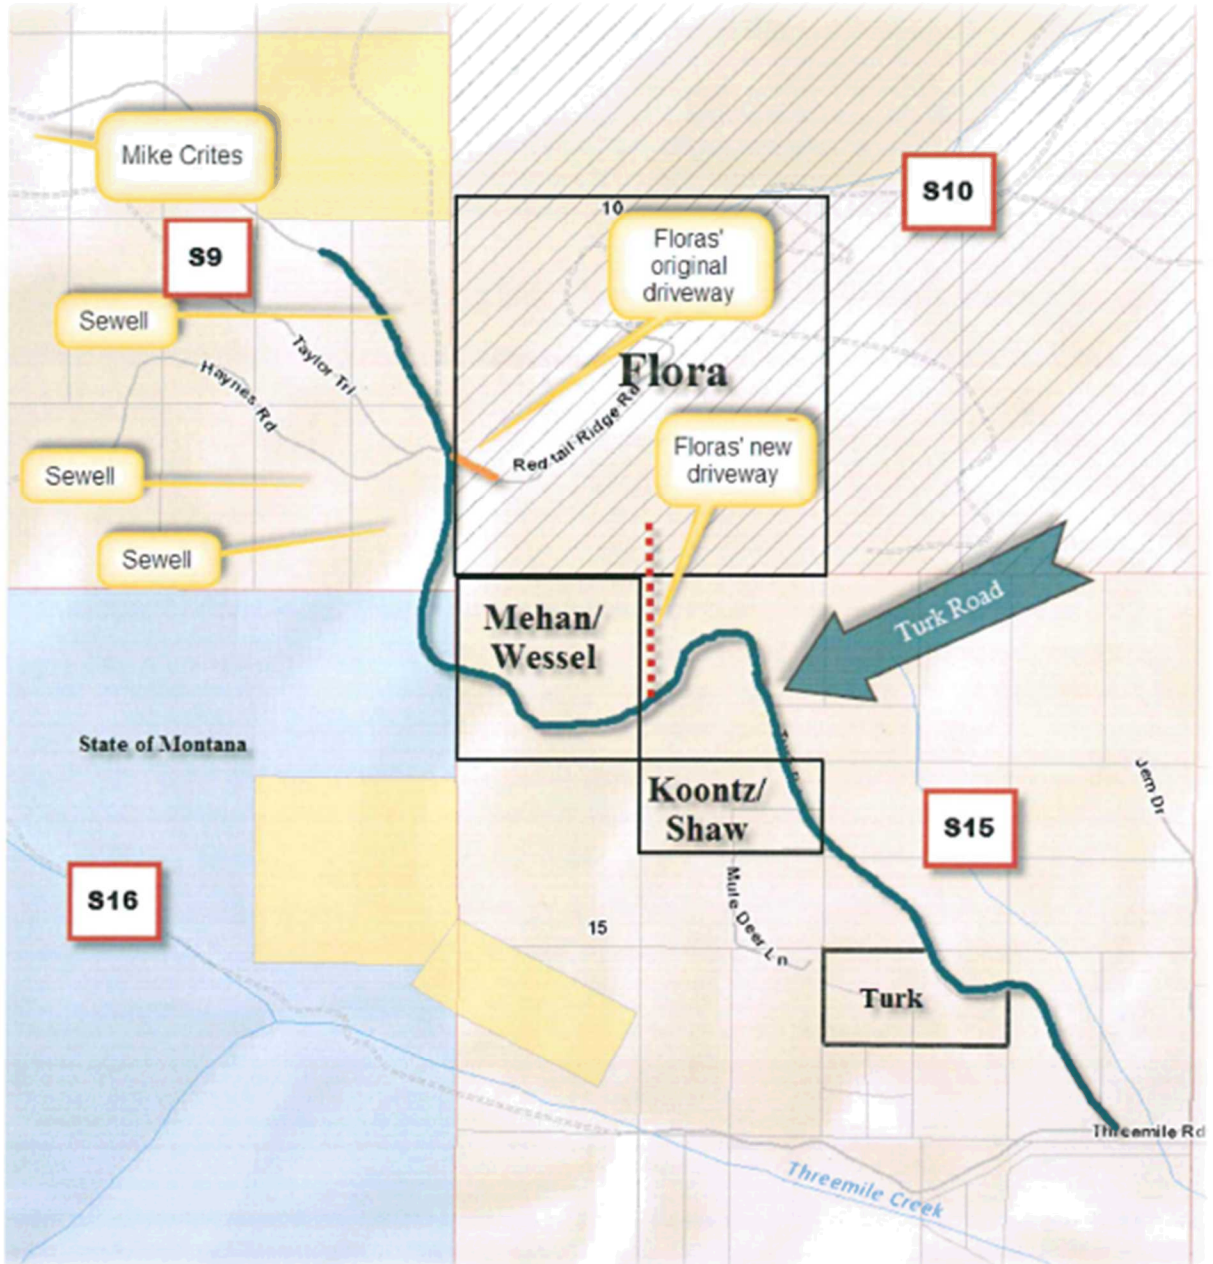 Mike Crites
S10
10
Floras'
original
driveway
S9
Sewell
Taylor Trl
Haynes Rd
Flora
Red tail Ridge Rd
Floras' new
driveway
Sewell
Sewell
Turk Road
Mehan/
Wessel
State of Montana
Koontz/
Shaw
Jem Dr
S15
S16
Mule Deer Ln
15
Turk
Threemile Rd
Threemile Creek